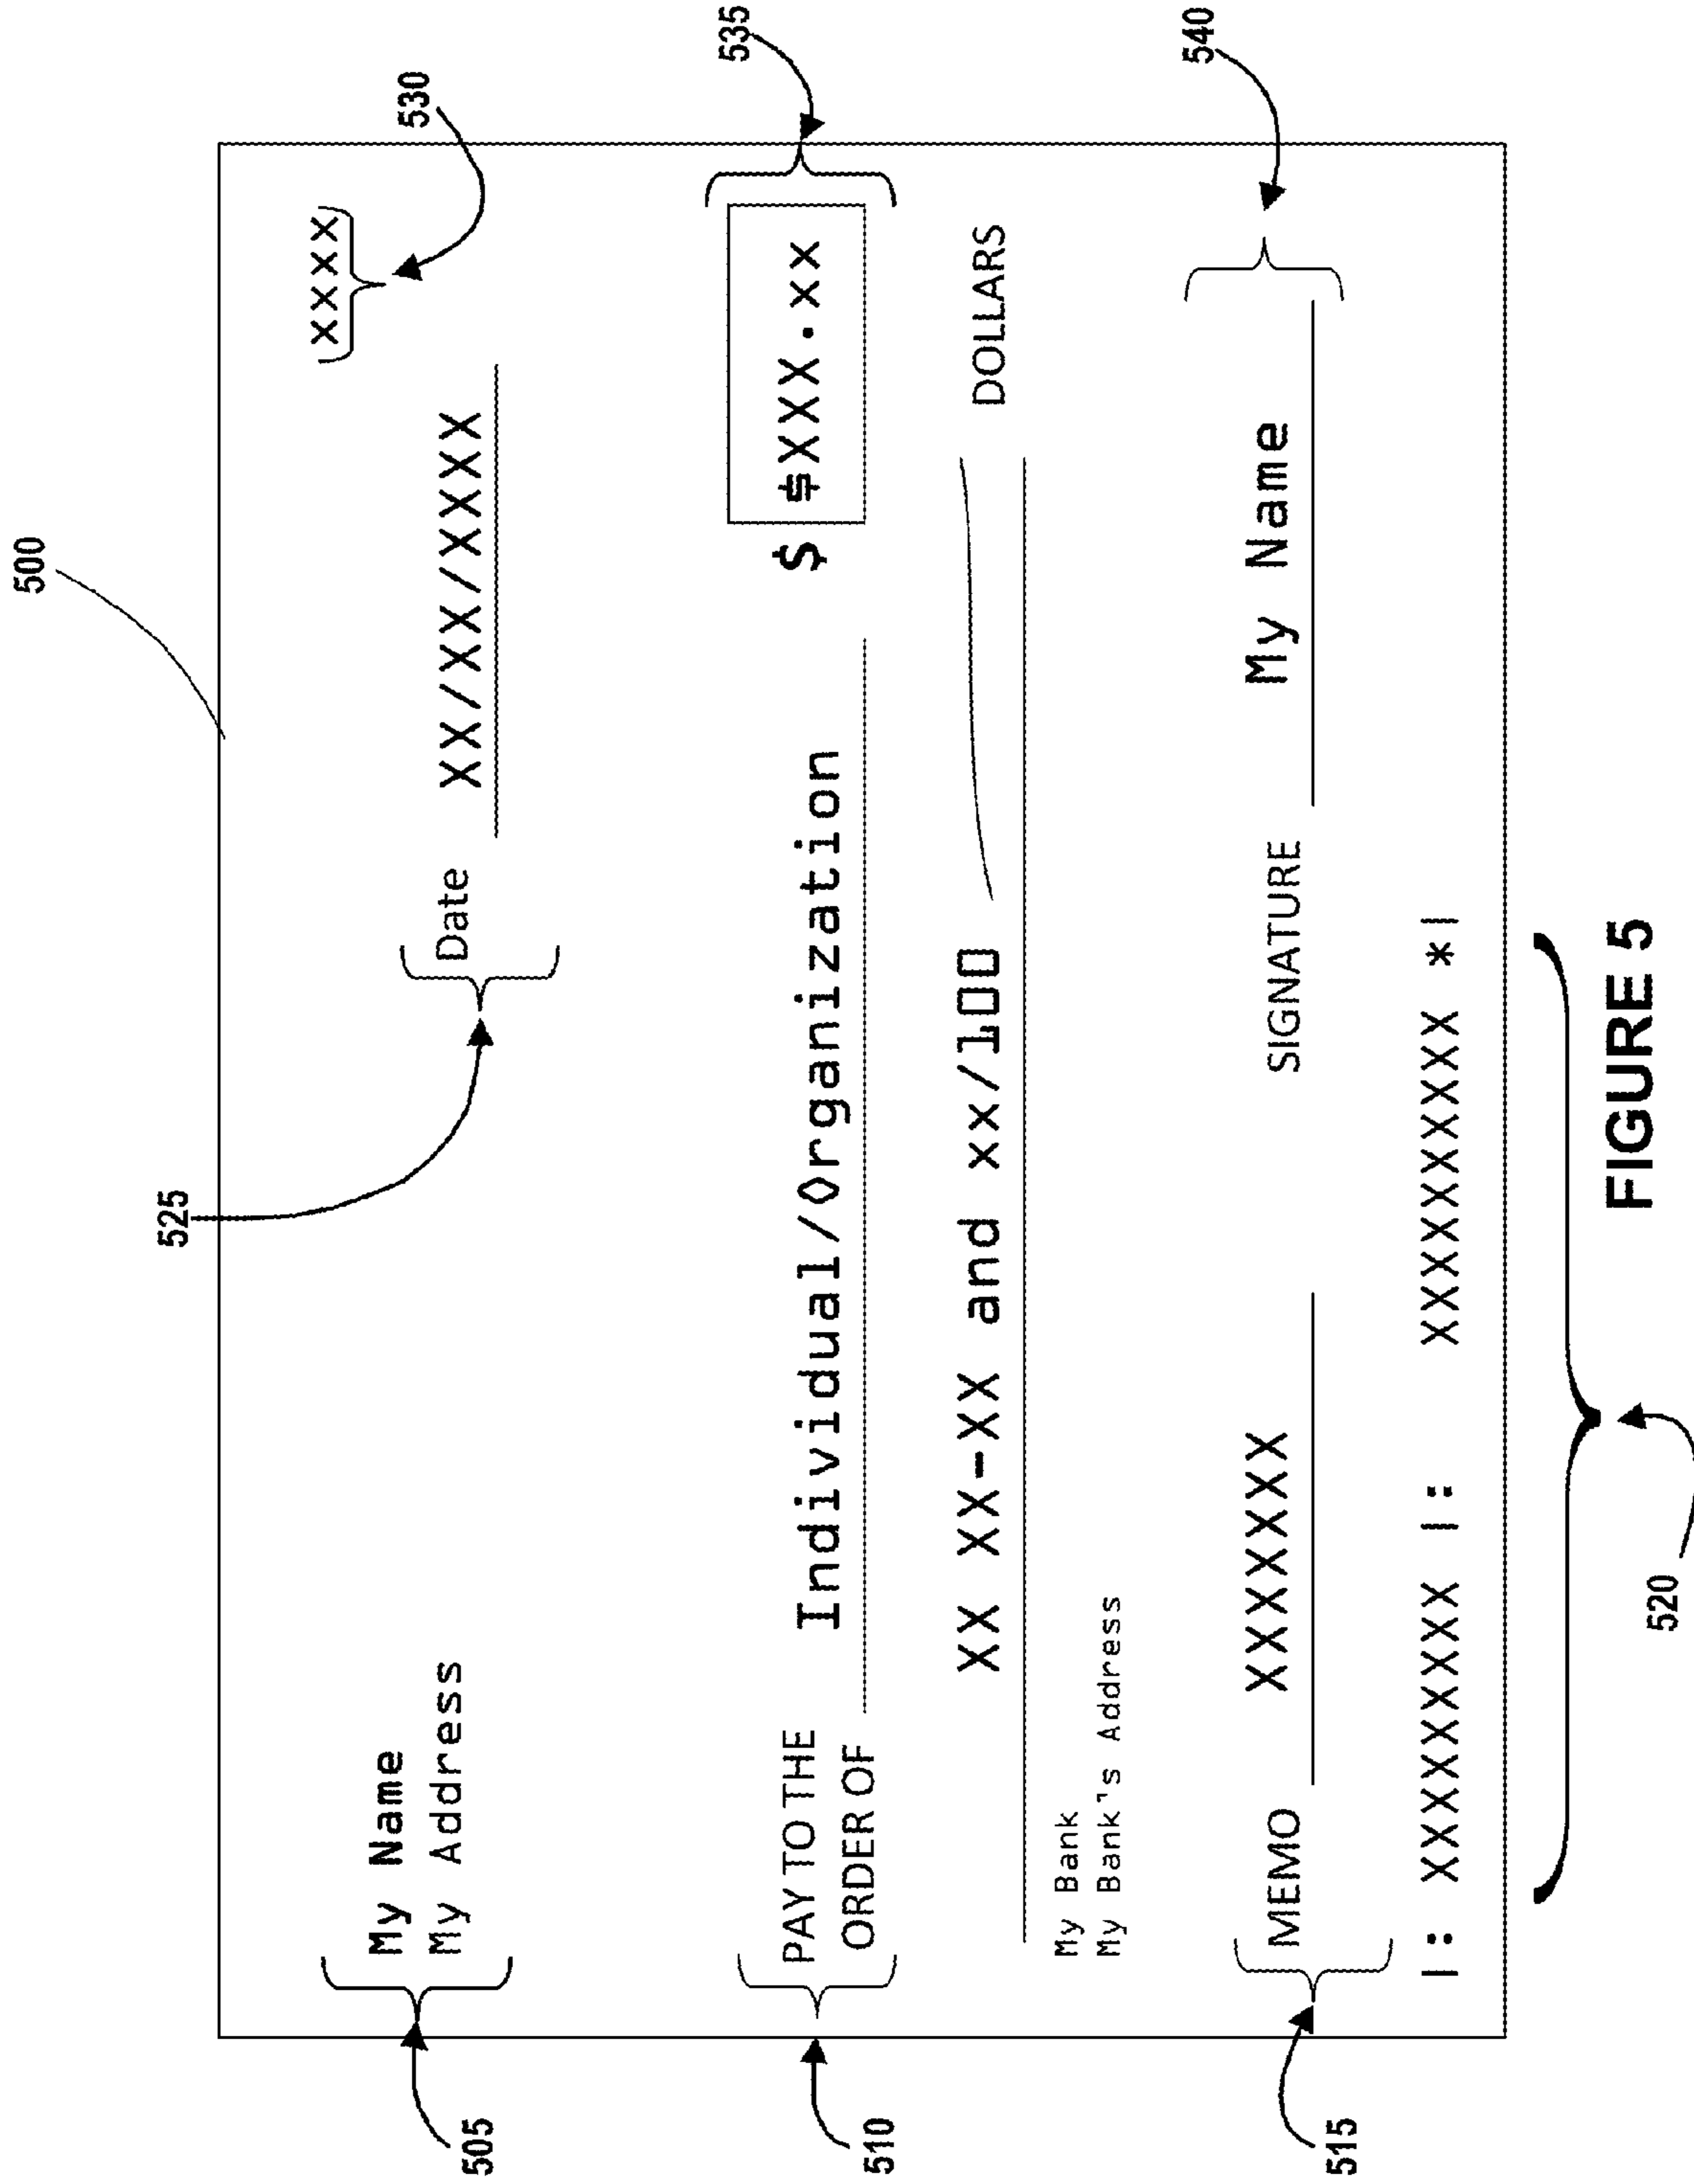 500
525
530
xxxx
505
My Name
My Address
Date XX/XX/XXXX
535
510
PAY TO THE
ORDER OF
Individual/Organization
$ $XXX.xx
XX XX-XX and xx/100
DOLLARS
My Bank
My Bank's Address
540
515
MEMO XXXXXXX
SIGNATURE My Name
|: XXXXXXXXX |: XXXXXXXXXX *|
520
FIGURE 5